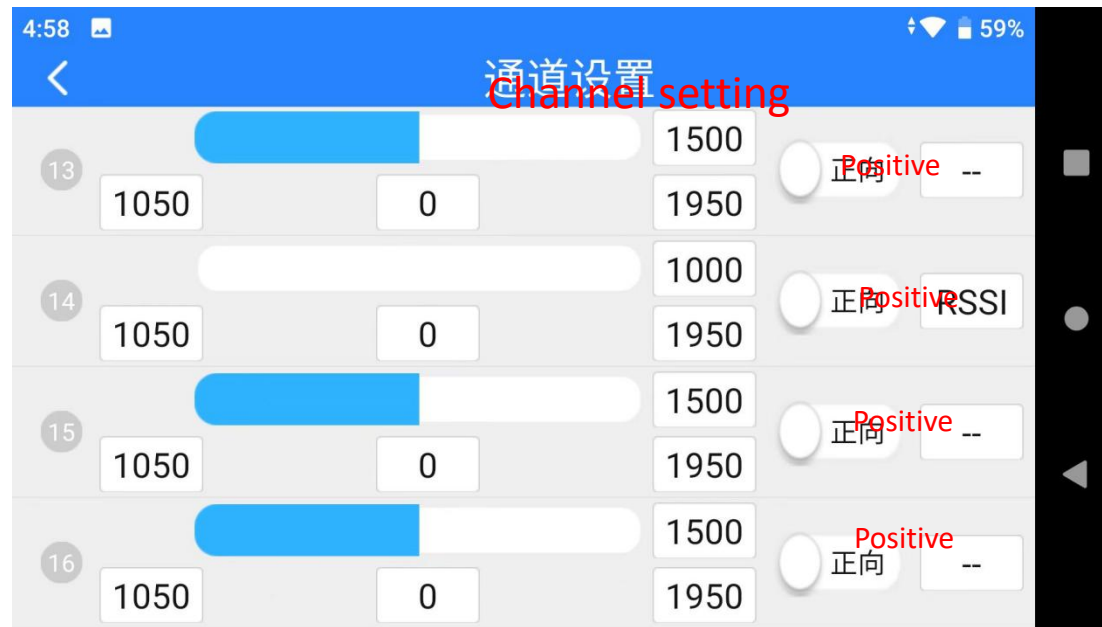 4:58 59%
通道设置
Channel setting
13 1500 正向 Positive --
1050 0 1950
14 1000 正向 Positive RSSI
1050 0 1950
15 1500 正向 Positive --
1050 0 1950
16 1500 正向 Positive --
1050 0 1950